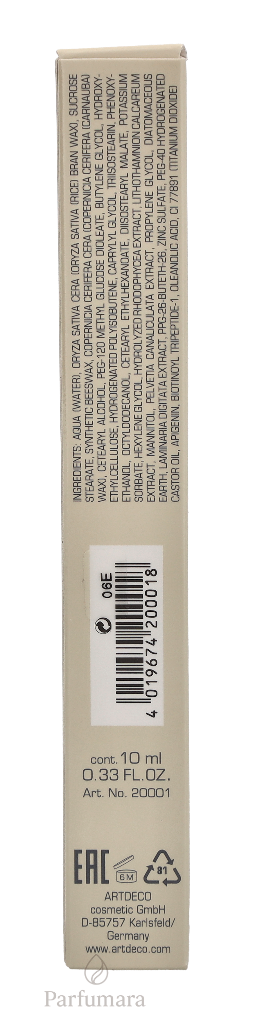 INGREDIENTS: AQUA (WATER), ORYZA SATIVA CERA (ORYZA SATIVA (RICE) BRAN WAX), SUCROSE
STEARATE, SYNTHETIC BEESWAX, COPERNICIA CERIFERA CERA (COPERNICIA CERIFERA (CARNAUBA)
WAX), CETEARYL ALCOHOL, PEG-120 METHYL GLUCOSE DIOLEATE, BUTYLENE GLYCOL, HYDROXY-
ETHYLCELLULOSE, HYDROGENATED POLYISOBUTENE, CAPRYLYL GLYCOL, TRIISOSTEARIN, PHENOXY-
ETHANOL, OCTYLDODECANOL, CETEARYL ETHYLHEXANOATE, DIISOSTEARYL MALATE, POTASSIUM
SORBATE, HEXYLENE GLYCOL, HYDROLYZED RHODOPHYCEA EXTRACT, LITHOTHAMNION CALCAREUM
EXTRACT, MANNITOL, PELVETIA CANALICULATA EXTRACT, PROPYLENE GLYCOL, DIATOMACEOUS
EARTH, LAMINARIA DIGITATA EXTRACT, PPG-26-BUTETH-26, ZINC SULFATE, PEG-40 HYDROGENATED
CASTOR OIL, APIGENIN, BIOTINOYL TRIPEPTIDE-1, OLEANOLIC ACID, CI 77891 (TITANIUM DIOXIDE)
06E
4 019674 200018
cont. 10 ml
0.33 FL.OZ.
Art. No. 20001
EAC
6M
81
ARTDECO
cosmetic GmbH
D-85757 Karlsfeld/
Germany
www.artdeco.com
Parfumara